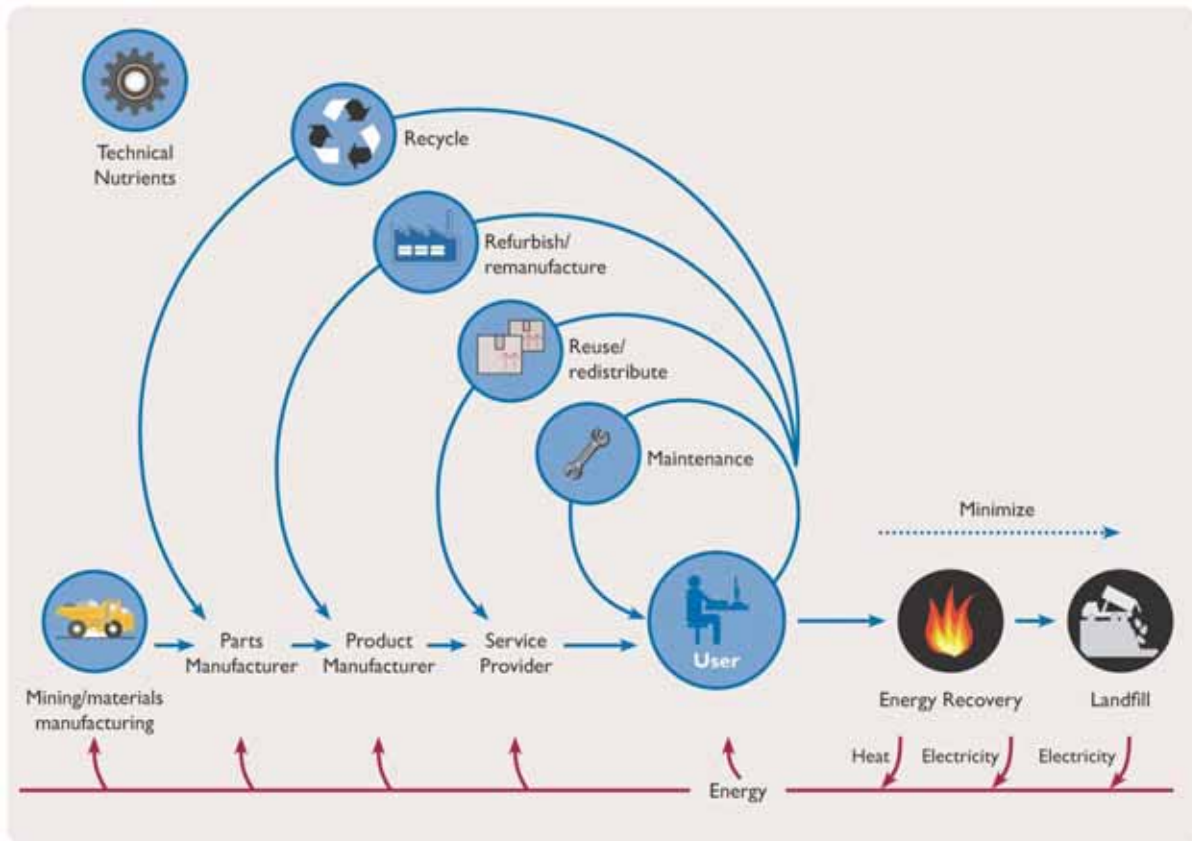 Technical
Nutrients
Recycle
Refurbish/
remanufacture
Reuse/
redistribute
Maintenance
Minimize
Mining/materials
manufacturing
Parts
Manufacturer
Product
Manufacturer
Service
Provider
User
Energy Recovery
Landfill
Heat
Electricity
Electricity
Energy